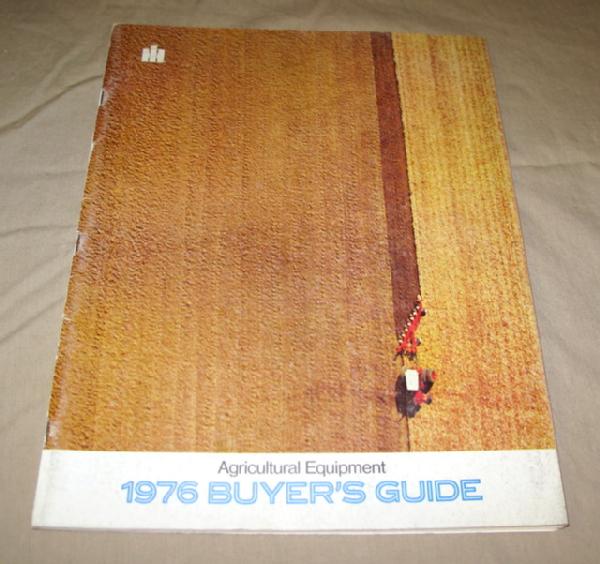 Agricultural Equipment
1976 BUYER'S GUIDE